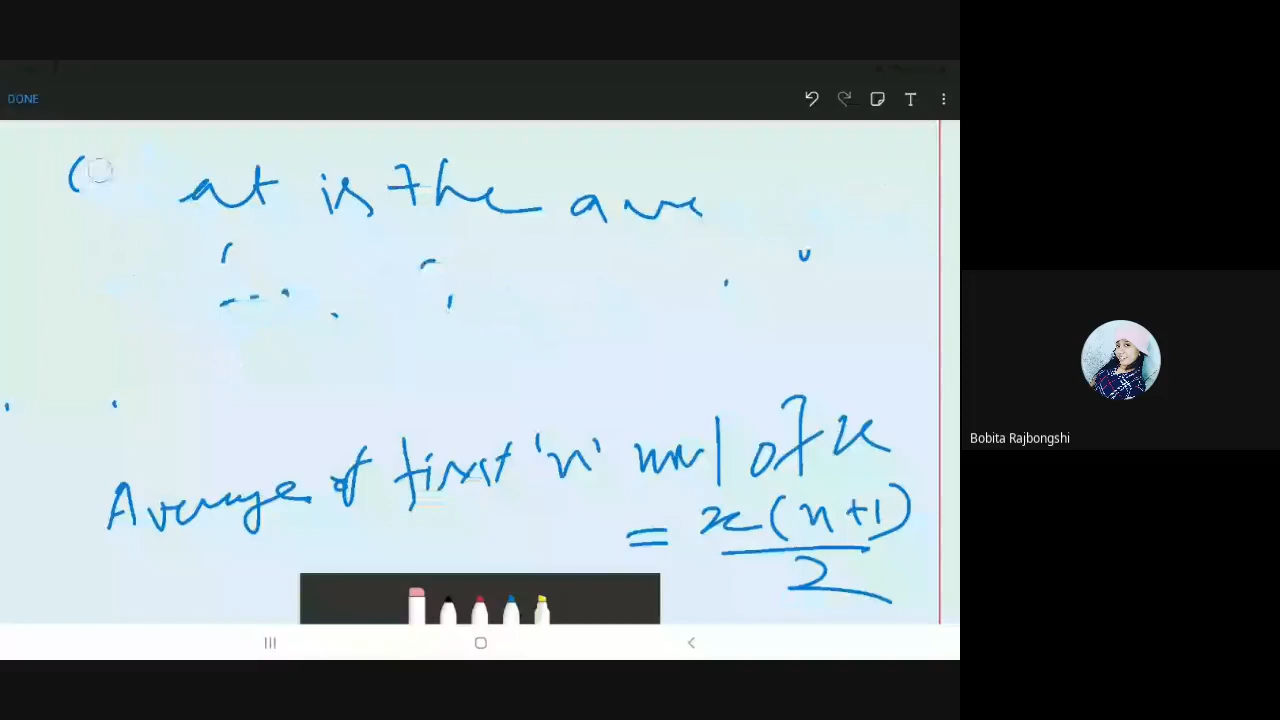 DONE
T
at is the ave
Average of first 'n' mul of x
= x(n+1)
2
Bobita Rajbongshi